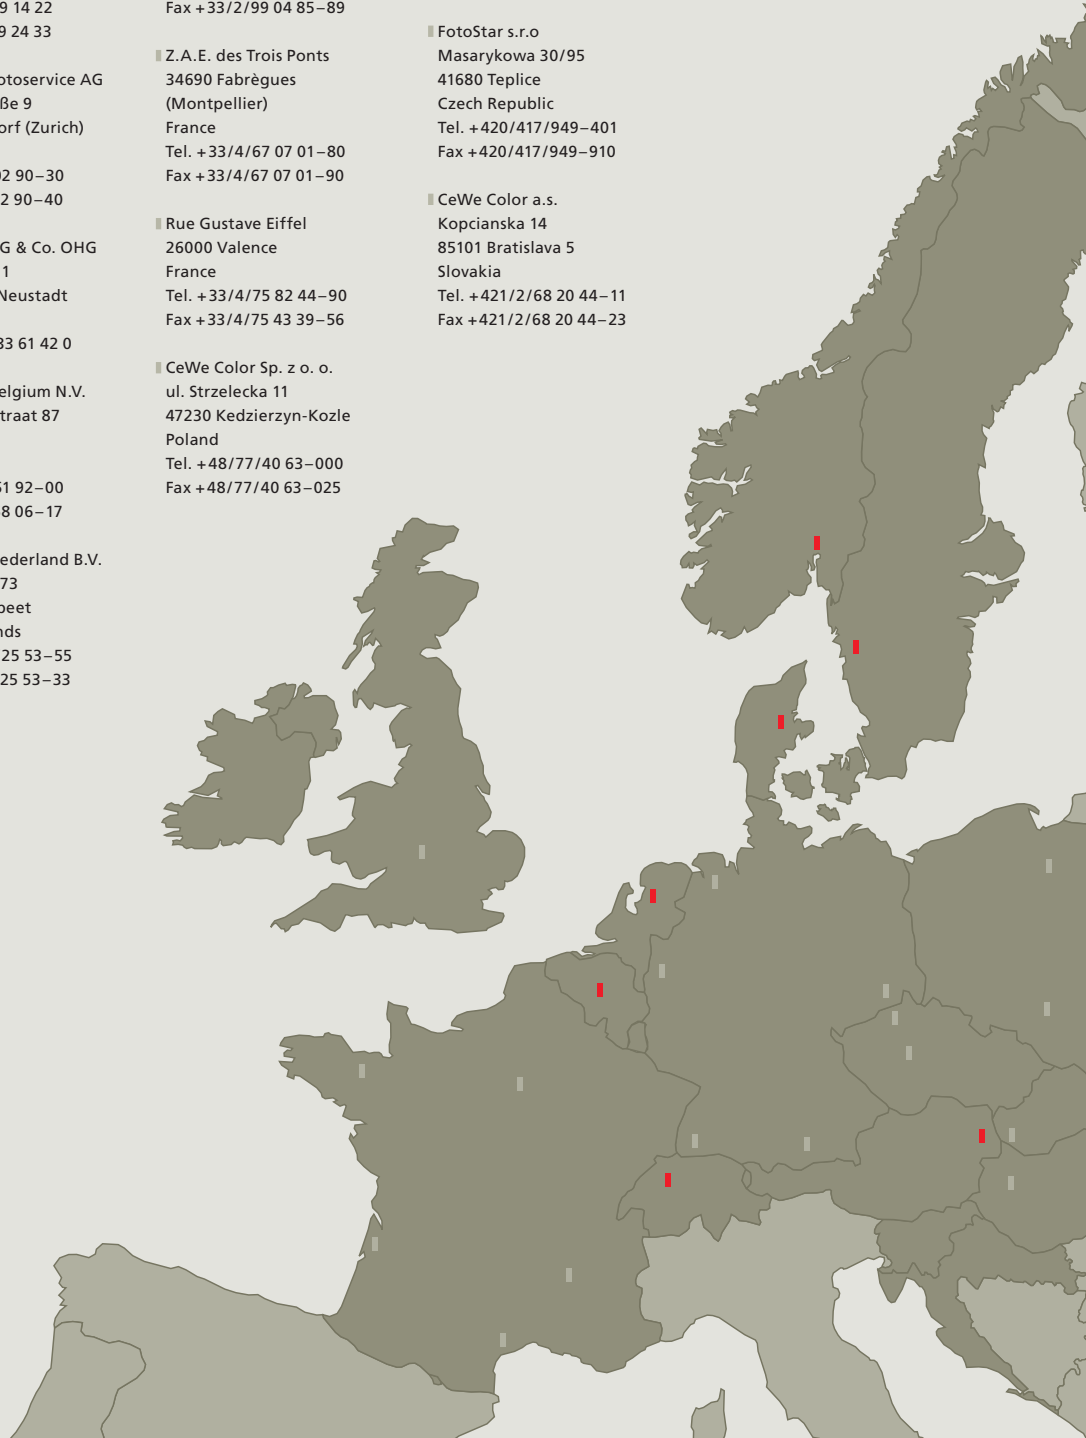 9 14 22
9 24 33
otoservice AG
ße 9
orf (Zurich)
02 90–30
2 90–40
G & Co. OHG
1
Neustadt
33 61 42 0
elgium N.V.
traat 87
51 92–00
8 06–17
ederland B.V.
73
peet
nds
25 53–55
25 53–33
Fax +33/2/99 04 85–89
Z.A.E. des Trois Ponts
34690 Fabrègues
(Montpellier)
France
Tel. +33/4/67 07 01–80
Fax +33/4/67 07 01–90
Rue Gustave Eiffel
26000 Valence
France
Tel. +33/4/75 82 44–90
Fax +33/4/75 43 39–56
CeWe Color Sp. z o. o.
ul. Strzelecka 11
47230 Kedzierzyn-Kozle
Poland
Tel. +48/77/40 63–000
Fax +48/77/40 63–025
FotoStar s.r.o
Masarykowa 30/95
41680 Teplice
Czech Republic
Tel. +420/417/949–401
Fax +420/417/949–910
CeWe Color a.s.
Kopcianska 14
85101 Bratislava 5
Slovakia
Tel. +421/2/68 20 44–11
Fax +421/2/68 20 44–23